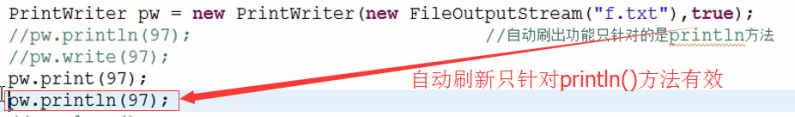 PrintWriter pw = new PrintWriter(new FileOutputStream("f.txt"),true);
//pw.println(97); //自动刷出功能只针对的是println方法
//pw.write(97);
pw.print(97);
自动刷新只针对println()方法有效
pw.println(97);